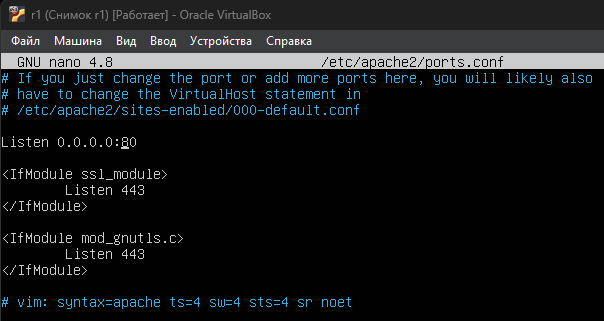 r1 (Снимок r1) [Работает] - Oracle VirtualBox
Файл Машина Вид Ввод Устройства Справка
GNU nano 4.8 /etc/apache2/ports.conf
# If you just change the port or add more ports here, you will likely also
# have to change the VirtualHost statement in
# /etc/apache2/sites-enabled/000-default.conf
Listen 0.0.0.0:80
<IfModule ssl_module>
Listen 443
</IfModule>
<IfModule mod_gnutls.c>
Listen 443
</IfModule>
# vim: syntax=apache ts=4 sw=4 sts=4 sr noet